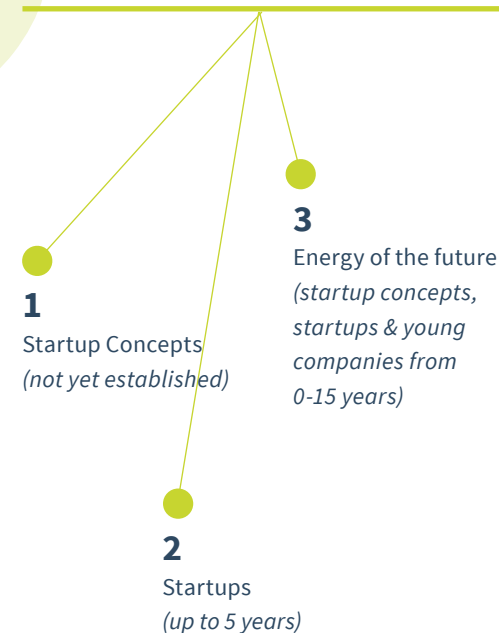 1
Startup Concepts
(not yet established)
2
Startups
(up to 5 years)
3
Energy of the future
(startup concepts,
startups & young
companies from
0-15 years)